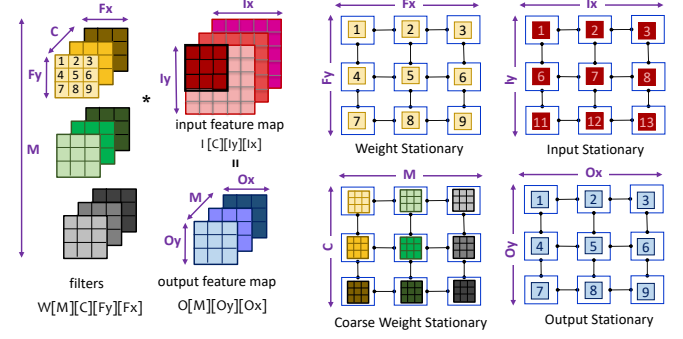 Fx
C
Fy
1 2 3
4 5 6
7 8 9
M
*
Ix
Iy
input feature map
I [C][Iy][Ix]
=
M
Ox
Oy
filters
W[M][C][Fy][Fx]
output feature map
O[M][Oy][Ox]
Fx
Fy
1 2 3
4 5 6
7 8 9
Weight Stationary
Ix
Iy
1 2 3
6 7 8
11 12 13
Input Stationary
M
C
Coarse Weight Stationary
Ox
Oy
1 2 3
4 5 6
7 8 9
Output Stationary